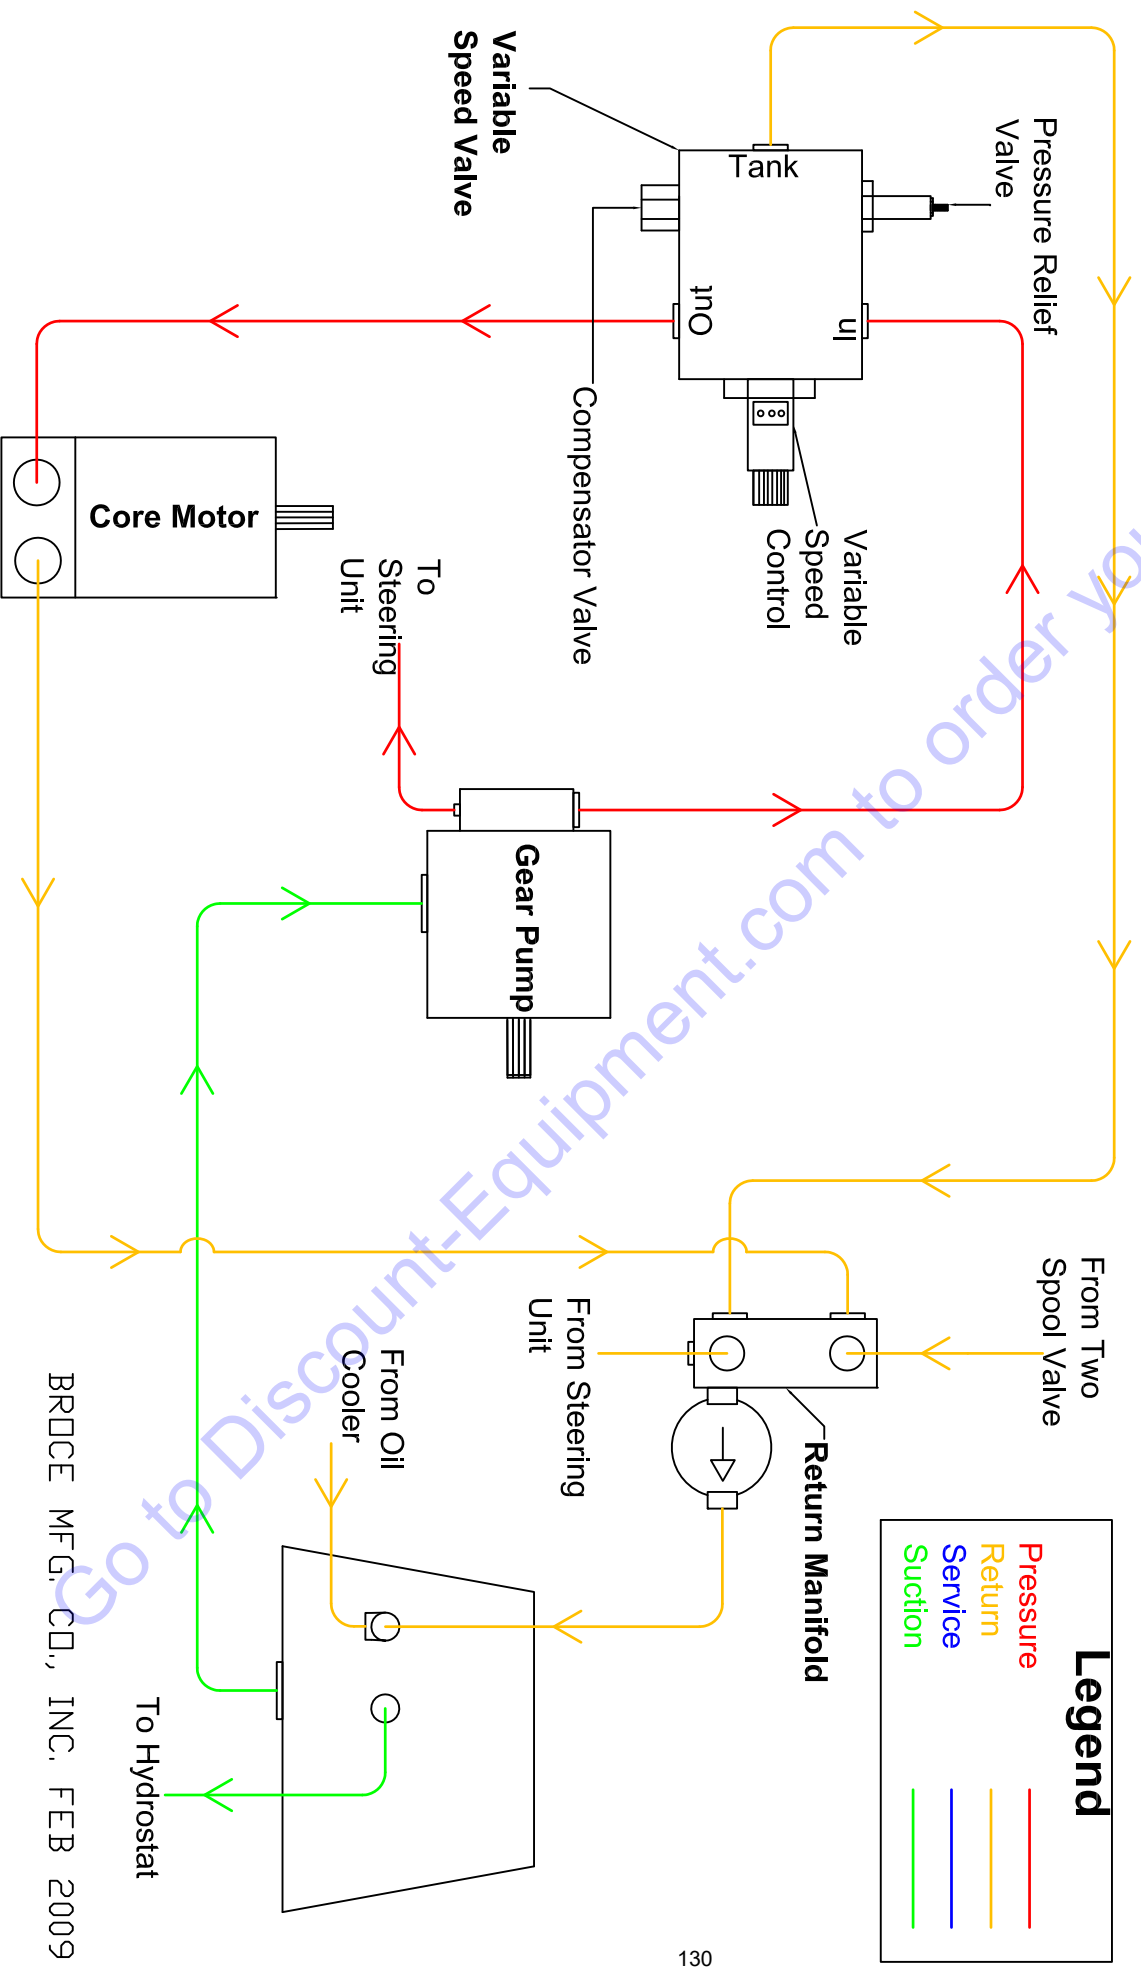 Variable
Speed Valve
Tank
Pressure Relief
Valve
Out
In
Compensator Valve
Variable
Speed
Control
Core Motor
To
Steering
Unit
Gear Pump
From Two
Spool Valve
From Steering
Unit
Return Manifold
From Oil
Cooler
To Hydrostat
Legend
Pressure
Return
Service
Suction
BROCE MFG. CO., INC. FEB 2009
130
Go to Discount-Equipment.com to order you